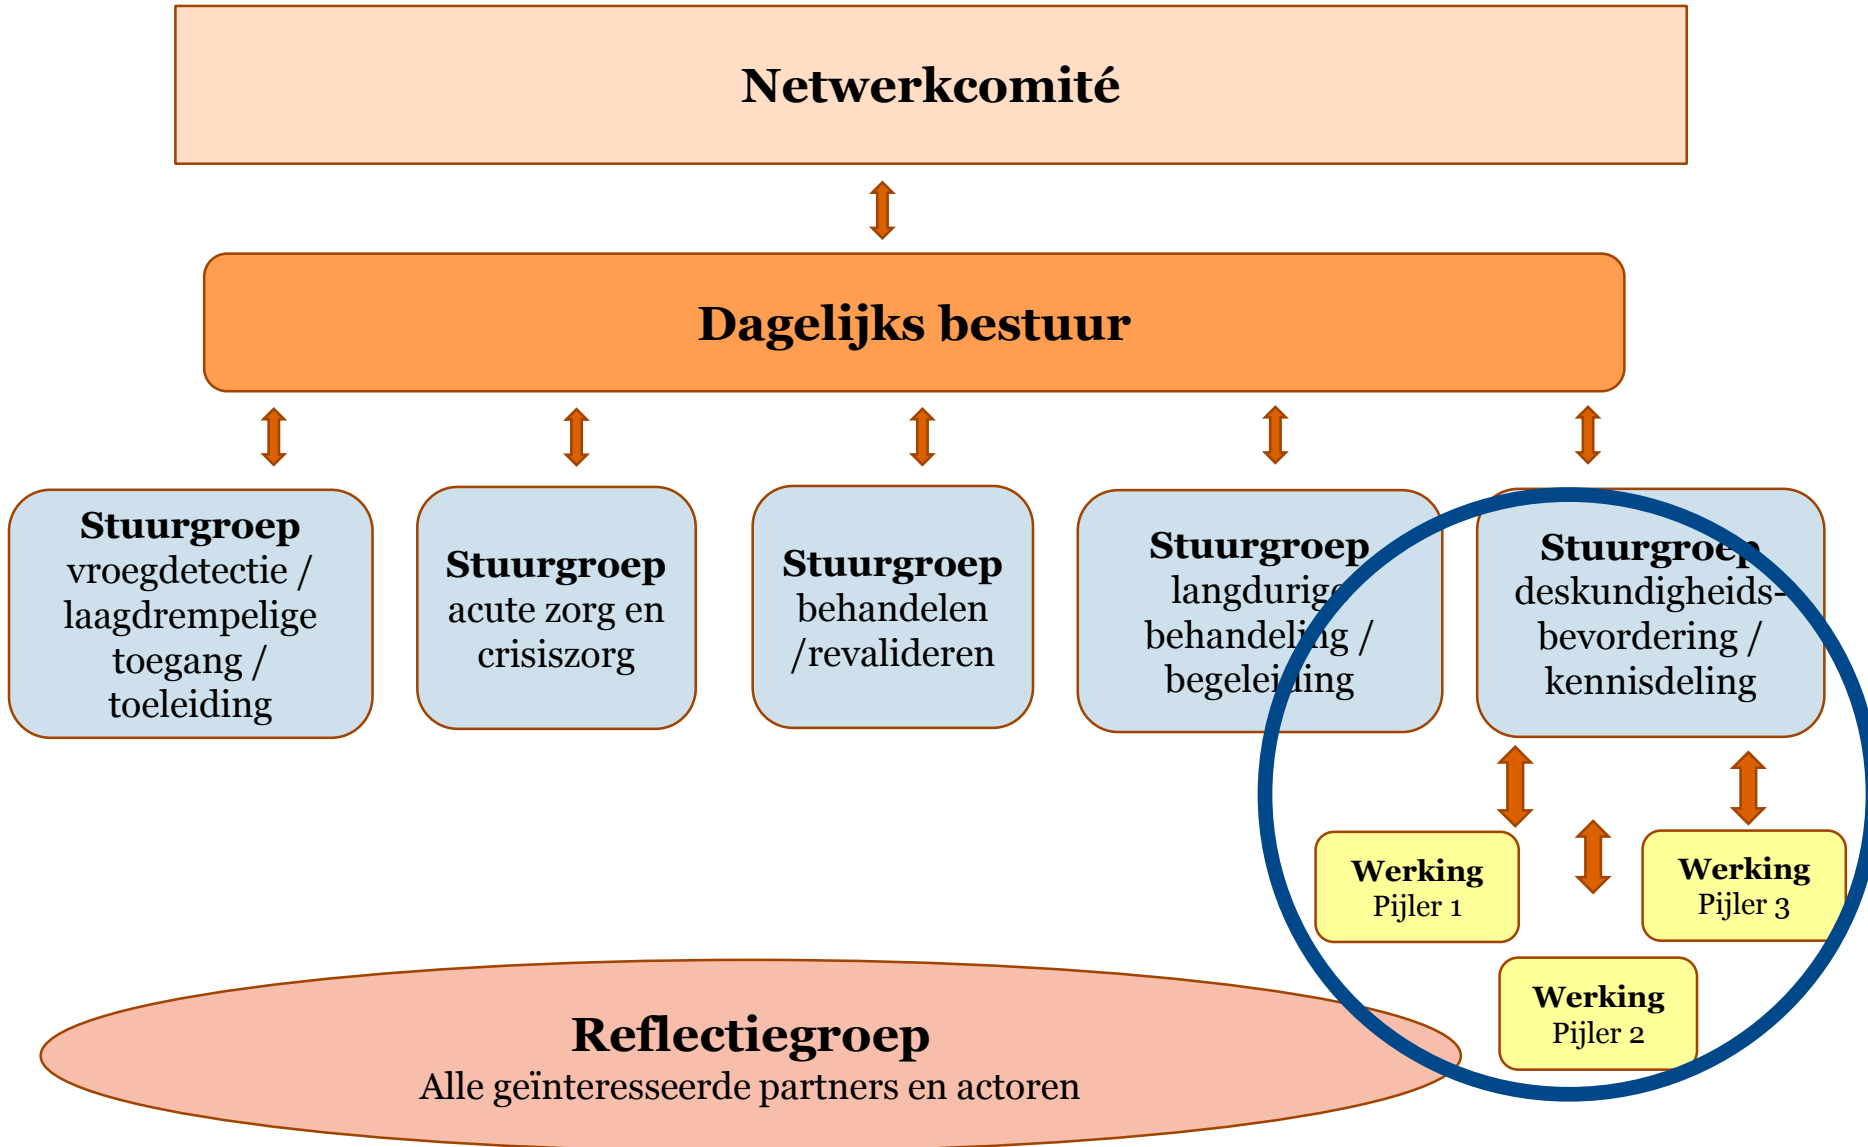 Netwerkcomité
Dagelijks bestuur
Stuurgroep
vroegdetectie /
laagdrempelige
toegang /
toeleiding
Stuurgroep
acute zorg en
crisiszorg
Stuurgroep
behandelen
/revalideren
Stuurgroep
langdurige
behandeling /
begeleiding
Stuurgroep
deskundigheids-
bevordering /
kennisdeling
Werking
Pijler 1
Werking
Pijler 3
Werking
Pijler 2
Reflectiegroep
Alle geïnteresseerde partners en actoren